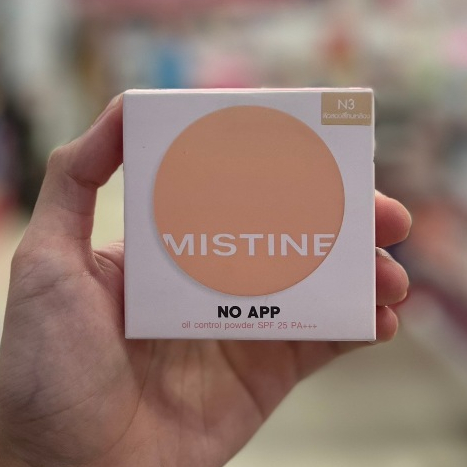 N3
MISTINE
NO APP
oil control powder SPF 25 PA+++